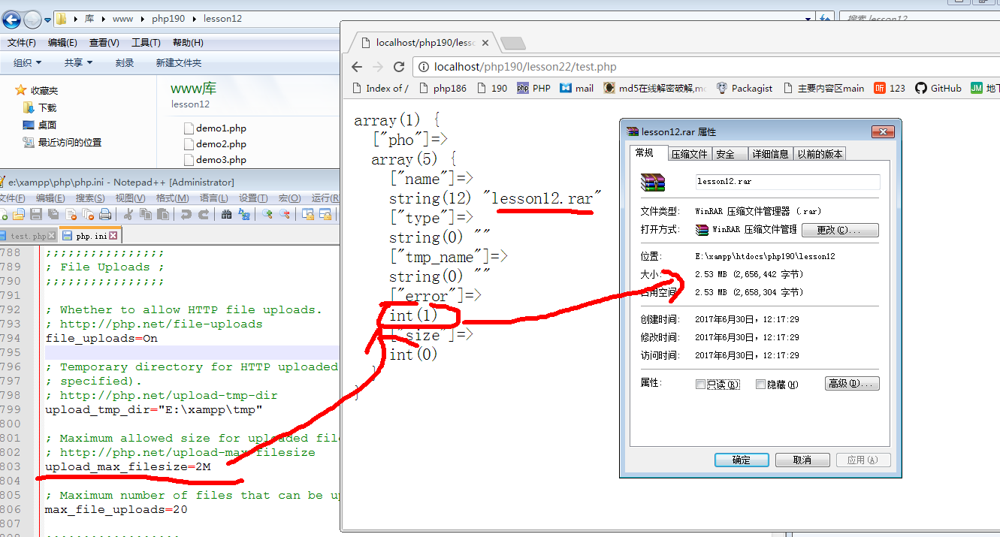 库 www php190 lesson12
搜索 lesson12
文件(F) 编辑(E) 查看(V) 工具(T) 帮助(H)
组织 共享 刻录 新建文件夹
收藏夹
下载
桌面
最近访问的位置
www库
lesson12
demo1.php
demo2.php
demo3.php
e:\xampp\php\php.ini - Notepad++ [Administrator]
文件(F) 编辑(E) 搜索(S) 视图(V) 格式(M) 语言(L) 设置(T) 宏(O) 运行(R
test.php php.ini
788 ;;;;;;;;;;;;;;;;
789 ; File Uploads ;
790 ;;;;;;;;;;;;;;;;
791
792 ; Whether to allow HTTP file uploads.
793 ; http://php.net/file-uploads
794 file_uploads=On
795
796 ; Temporary directory for HTTP uploaded
797 ; specified).
798 ; http://php.net/upload-tmp-dir
799 upload_tmp_dir="E:\xampp\tmp"
800
801 ; Maximum allowed size for uploaded fil
802 ; http://php.net/upload-max-filesize
803 upload_max_filesize=2M
804
805 ; Maximum number of files that can be u
806 max_file_uploads=20
807
localhost/php190/less
localhost/php190/lesson22/test.php
Index of / php186 190 PHP mail md5在线解密破解,m Packagist 主要内容区main 123 GitHub
array(1) {
["pho"]=>
array(5) {
["name"]=>
string(12) "lesson12.rar"
["type"]=>
string(0) ""
["tmp_name"]=>
string(0) ""
["error"]=>
int(1)
["size"]=>
int(0)
}
}
lesson12.rar 属性
常规 压缩文件 安全 详细信息 以前的版本
lesson12.rar
文件类型: WinRAR 压缩文件管理器 (.rar)
打开方式: WinRAR 压缩文件管理 更改(C)...
位置: E:\xampp\htdocs\php190\lesson12
大小: 2.53 MB (2,656,442 字节)
占用空间: 2.53 MB (2,658,304 字节)
创建时间: 2017年6月30日，12:17:29
修改时间: 2017年6月30日，12:17:29
访问时间: 2017年6月30日，12:17:29
属性: 只读(R) 隐藏(H) 高级(D)...
确定 取消 应用(A)